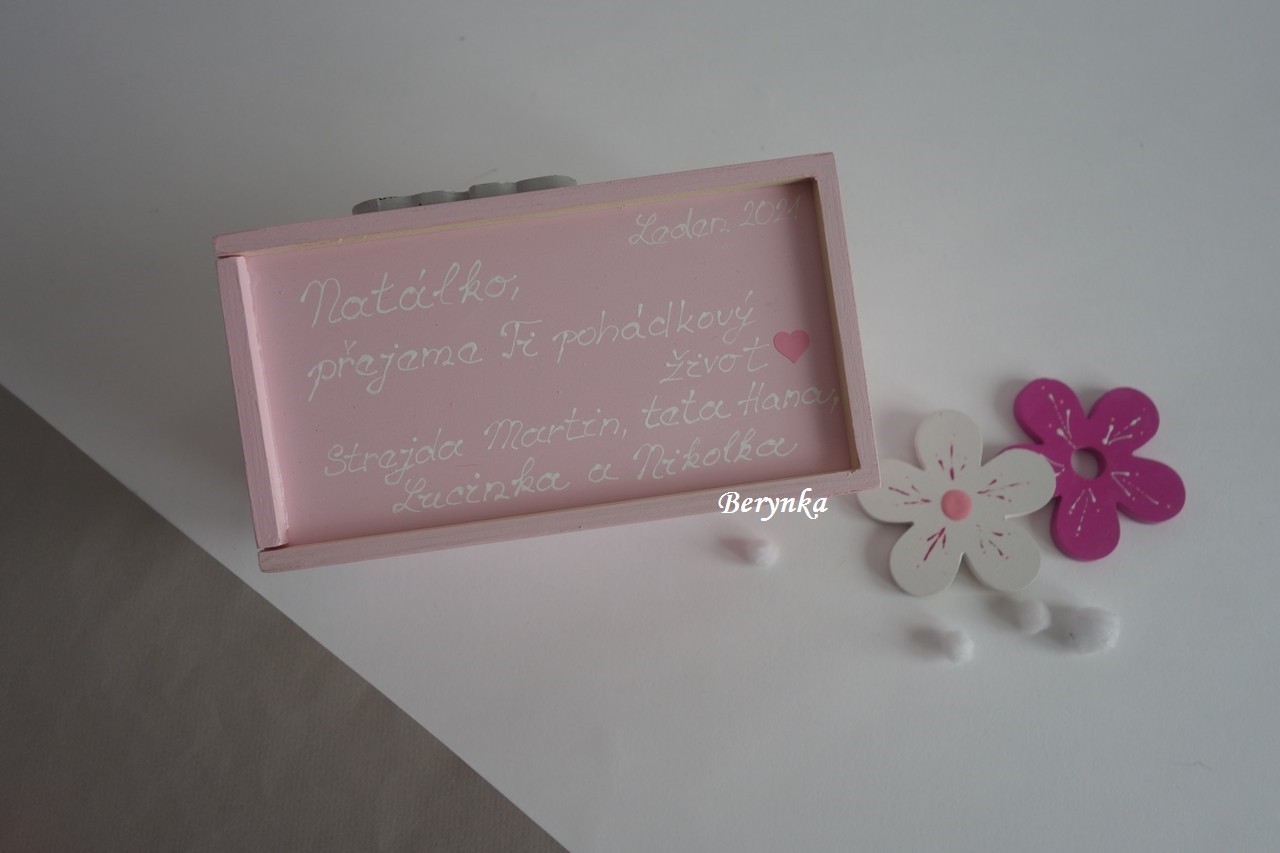 Leden 2021
Natálko,
přejeme Ti pohádkový
život
Strejda Martin, teta Hana,
Lucinka a Nikolka
Berynka